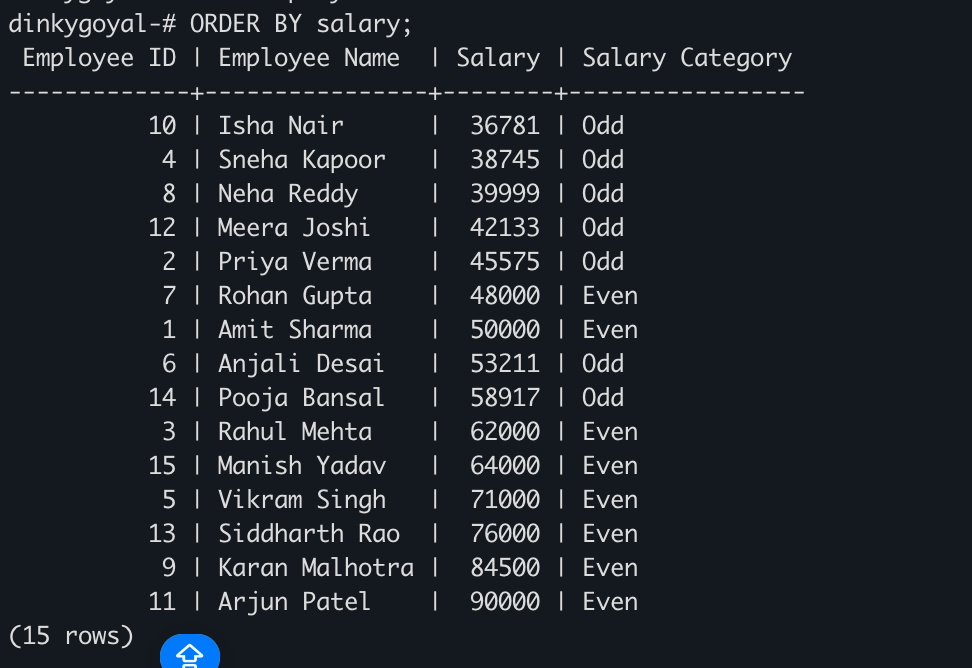 dinkygoyal-# ORDER BY salary;
 Employee ID | Employee Name  | Salary | Salary Category
-------------+----------------+--------+-----------------
          10 | Isha Nair      |  36781 | Odd
           4 | Sneha Kapoor   |  38745 | Odd
           8 | Neha Reddy     |  39999 | Odd
          12 | Meera Joshi    |  42133 | Odd
           2 | Priya Verma    |  45575 | Odd
           7 | Rohan Gupta    |  48000 | Even
           1 | Amit Sharma    |  50000 | Even
           6 | Anjali Desai   |  53211 | Odd
          14 | Pooja Bansal   |  58917 | Odd
           3 | Rahul Mehta    |  62000 | Even
          15 | Manish Yadav   |  64000 | Even
           5 | Vikram Singh   |  71000 | Even
          13 | Siddharth Rao  |  76000 | Even
           9 | Karan Malhotra |  84500 | Even
          11 | Arjun Patel    |  90000 | Even
(15 rows)